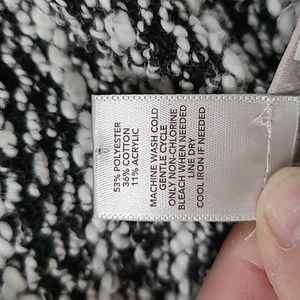 53% POLYESTER
36% COTTON
11% ACRYLIC
MACHINE WASH COLD
GENTLE CYCLE
ONLY NON-CHLORINE
BLEACH WHEN NEEDED
LINE DRY
COOL IRON IF NEEDED